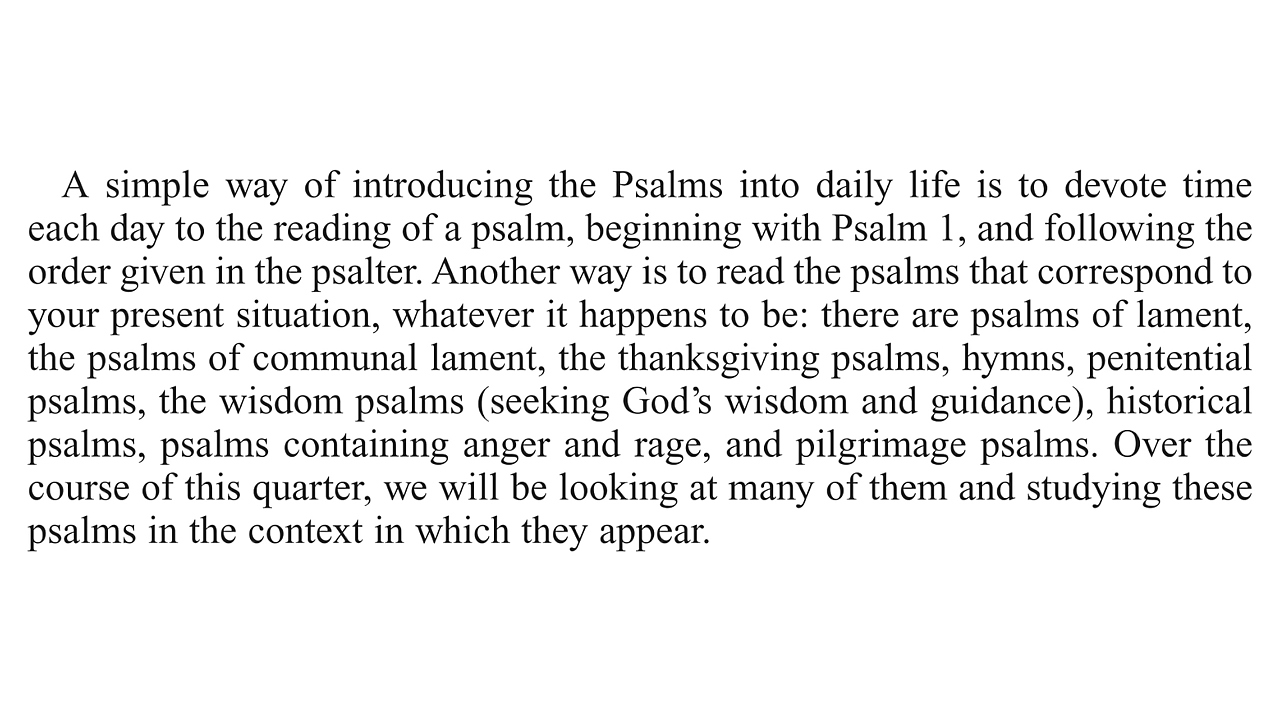 A simple way of introducing the Psalms into daily life is to devote time
each day to the reading of a psalm, beginning with Psalm 1, and following the
order given in the psalter. Another way is to read the psalms that correspond to
your present situation, whatever it happens to be: there are psalms of lament,
the psalms of communal lament, the thanksgiving psalms, hymns, penitential
psalms, the wisdom psalms (seeking God’s wisdom and guidance), historical
psalms, psalms containing anger and rage, and pilgrimage psalms. Over the
course of this quarter, we will be looking at many of them and studying these
psalms in the context in which they appear.